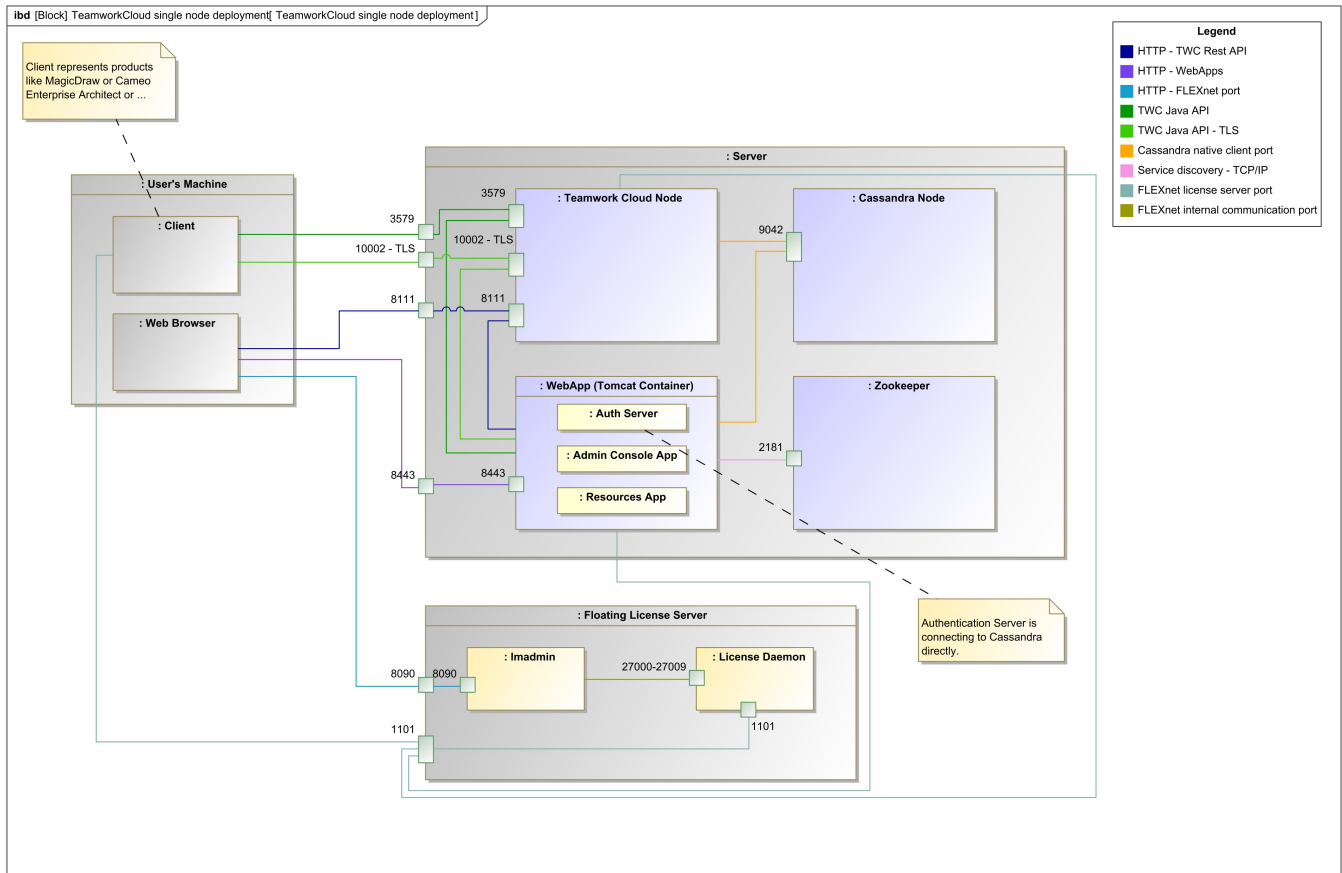 ibd [Block] TeamworkCloud single node deployment[ TeamworkCloud single node deployment]
Client represents products
like MagicDraw or Cameo
Enterprise Architect or ...
Legend
HTTP - TWC Rest API
HTTP - WebApps
HTTP - FLEXnet port
TWC Java API
TWC Java API - TLS
Cassandra native client port
Service discovery - TCP/IP
FLEXnet license server port
FLEXnet internal communication port
: User's Machine
: Client
: Web Browser
: Server
3579
3579
10002 - TLS
10002 - TLS
8111
8111
8443
8443
: Teamwork Cloud Node
: Cassandra Node
9042
: WebApp (Tomcat Container)
: Auth Server
: Admin Console App
: Resources App
: Zookeeper
2181
Authentication Server is
connecting to Cassandra
directly.
: Floating License Server
: lmadmin
: License Daemon
27000-27009
8090
8090
1101
1101